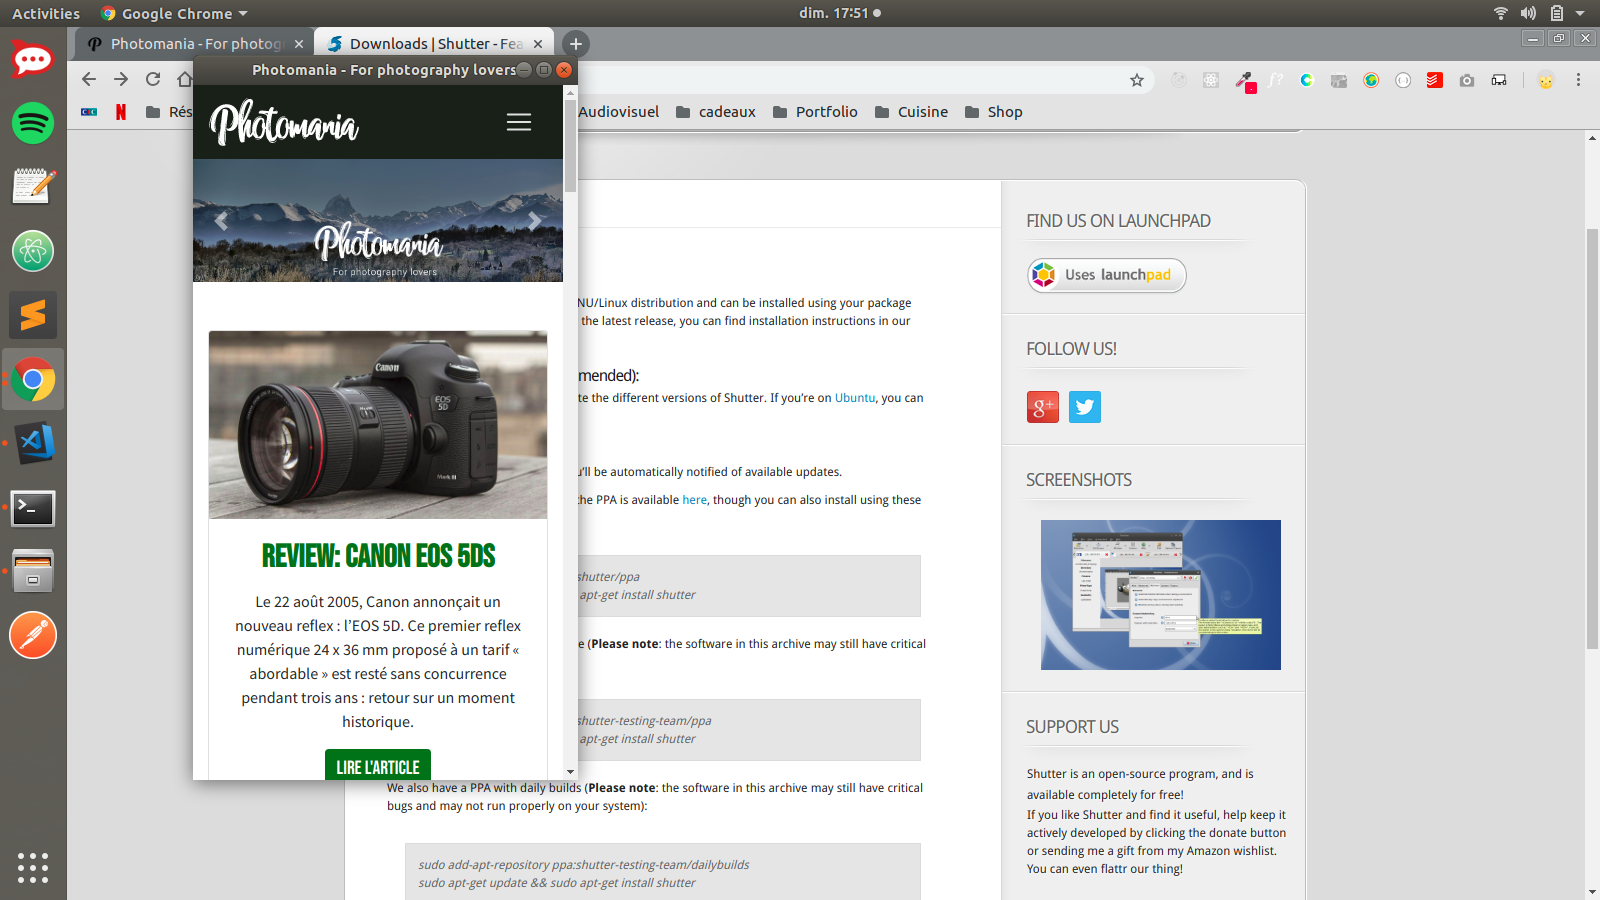 Activities
Google Chrome
dim. 17:51
Photomania - For photog
Downloads | Shutter - Fea
Photomania - For photography lovers
Rés
Audiovisuel
cadeaux
Portfolio
Cuisine
Shop
Photomania
Photomania
For photography lovers
Canon
EOS
5D
Mark III
REVIEW: CANON EOS 5DS
Le 22 août 2005, Canon annonçait un
nouveau reflex : l’EOS 5D. Ce premier reflex
numérique 24 x 36 mm proposé à un tarif «
abordable » est resté sans concurrence
pendant trois ans : retour sur un moment
historique.
LIRE L'ARTICLE
NU/Linux distribution and can be installed using your package
the latest release, you can find installation instructions in our
mended):
te the different versions of Shutter. If you’re on Ubuntu, you can
u’ll be automatically notified of available updates.
the PPA is available here, though you can also install using these
shutter/ppa
apt-get install shutter
e (Please note: the software in this archive may still have critical
shutter-testing-team/ppa
apt-get install shutter
We also have a PPA with daily builds (Please note: the software in this archive may still have critical
bugs and may not run properly on your system):
sudo add-apt-repository ppa:shutter-testing-team/dailybuilds
sudo apt-get update && sudo apt-get install shutter
FIND US ON LAUNCHPAD
Uses launchpad
FOLLOW US!
g+
SCREENSHOTS
SUPPORT US
Shutter is an open-source program, and is
available completely for free!
If you like Shutter and find it useful, help keep it
actively developed by clicking the donate button
or sending me a gift from my Amazon wishlist.
You can even flattr our thing!